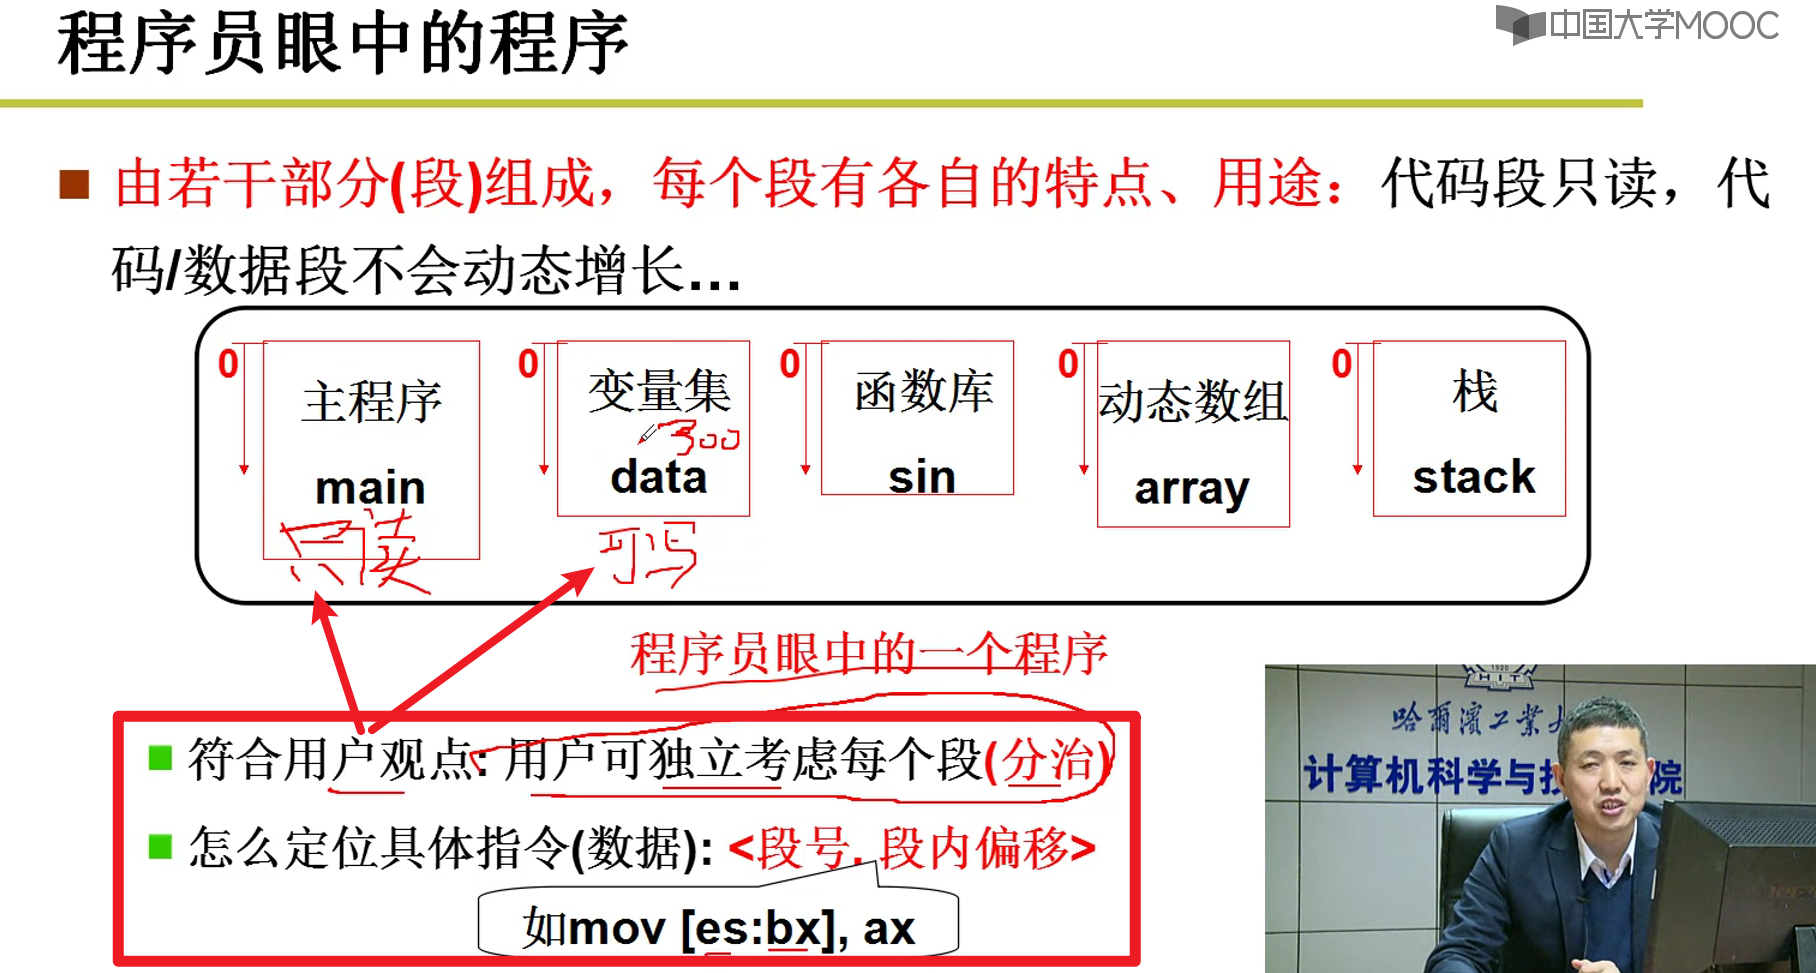 程序员眼中的程序
中国大学MOOC
由若干部分(段)组成，每个段有各自的特点、用途：代码段只读，代
码/数据段不会动态增长...
0 0 0 0 0
主程序 变量集 函数库 动态数组 栈
300
main data sin array stack
只读 可写
程序员眼中的一个程序
符合用户观点: 用户可独立考虑每个段(分治)
怎么定位具体指令(数据): <段号, 段内偏移>
如mov [es:bx], ax
1920
HIT
哈爾濱工業大
计算机科学与技
院